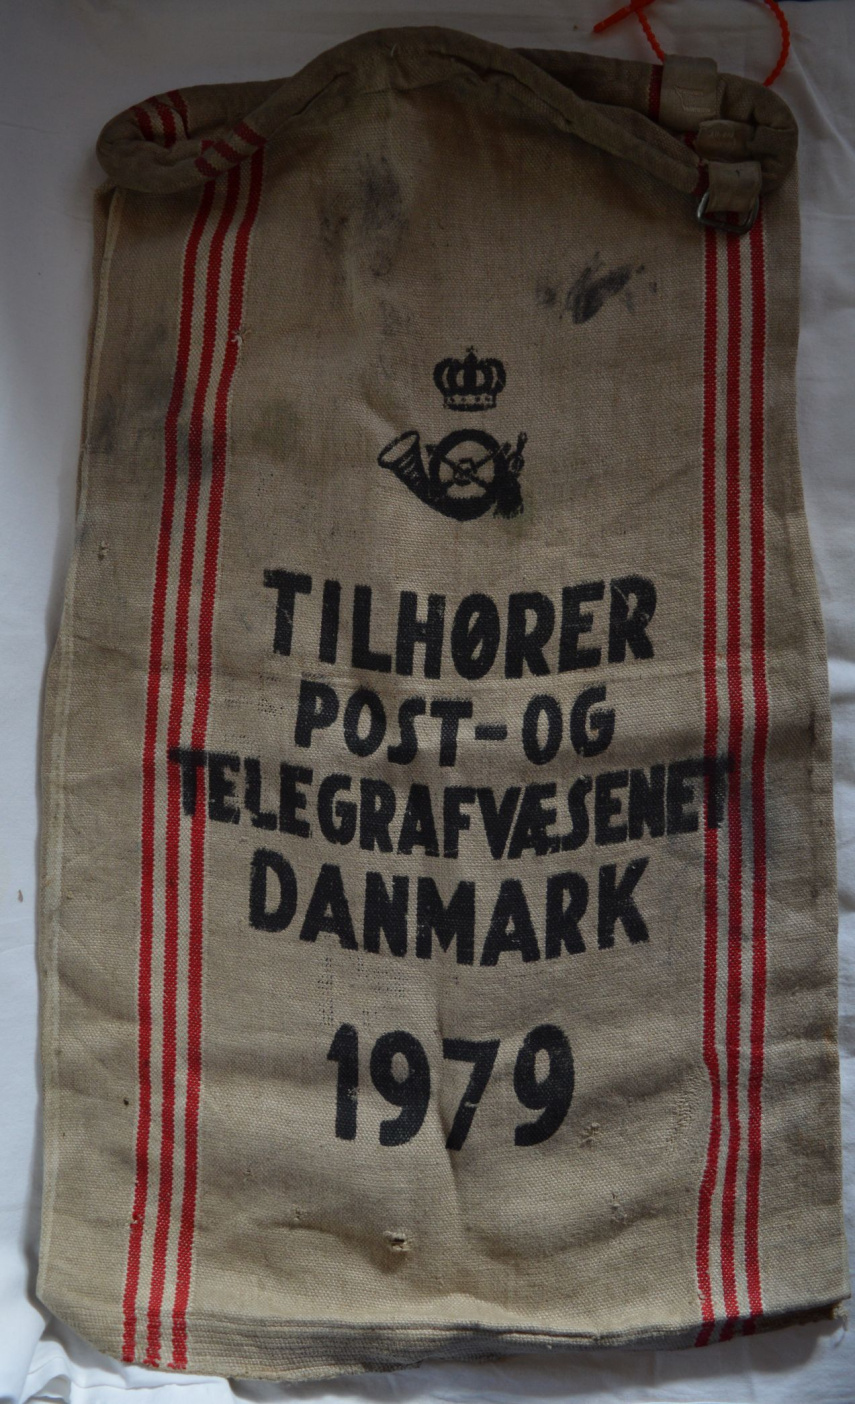 TILHØRER
POST-OG
TELEGRAFVÆSENET
DANMARK
1979